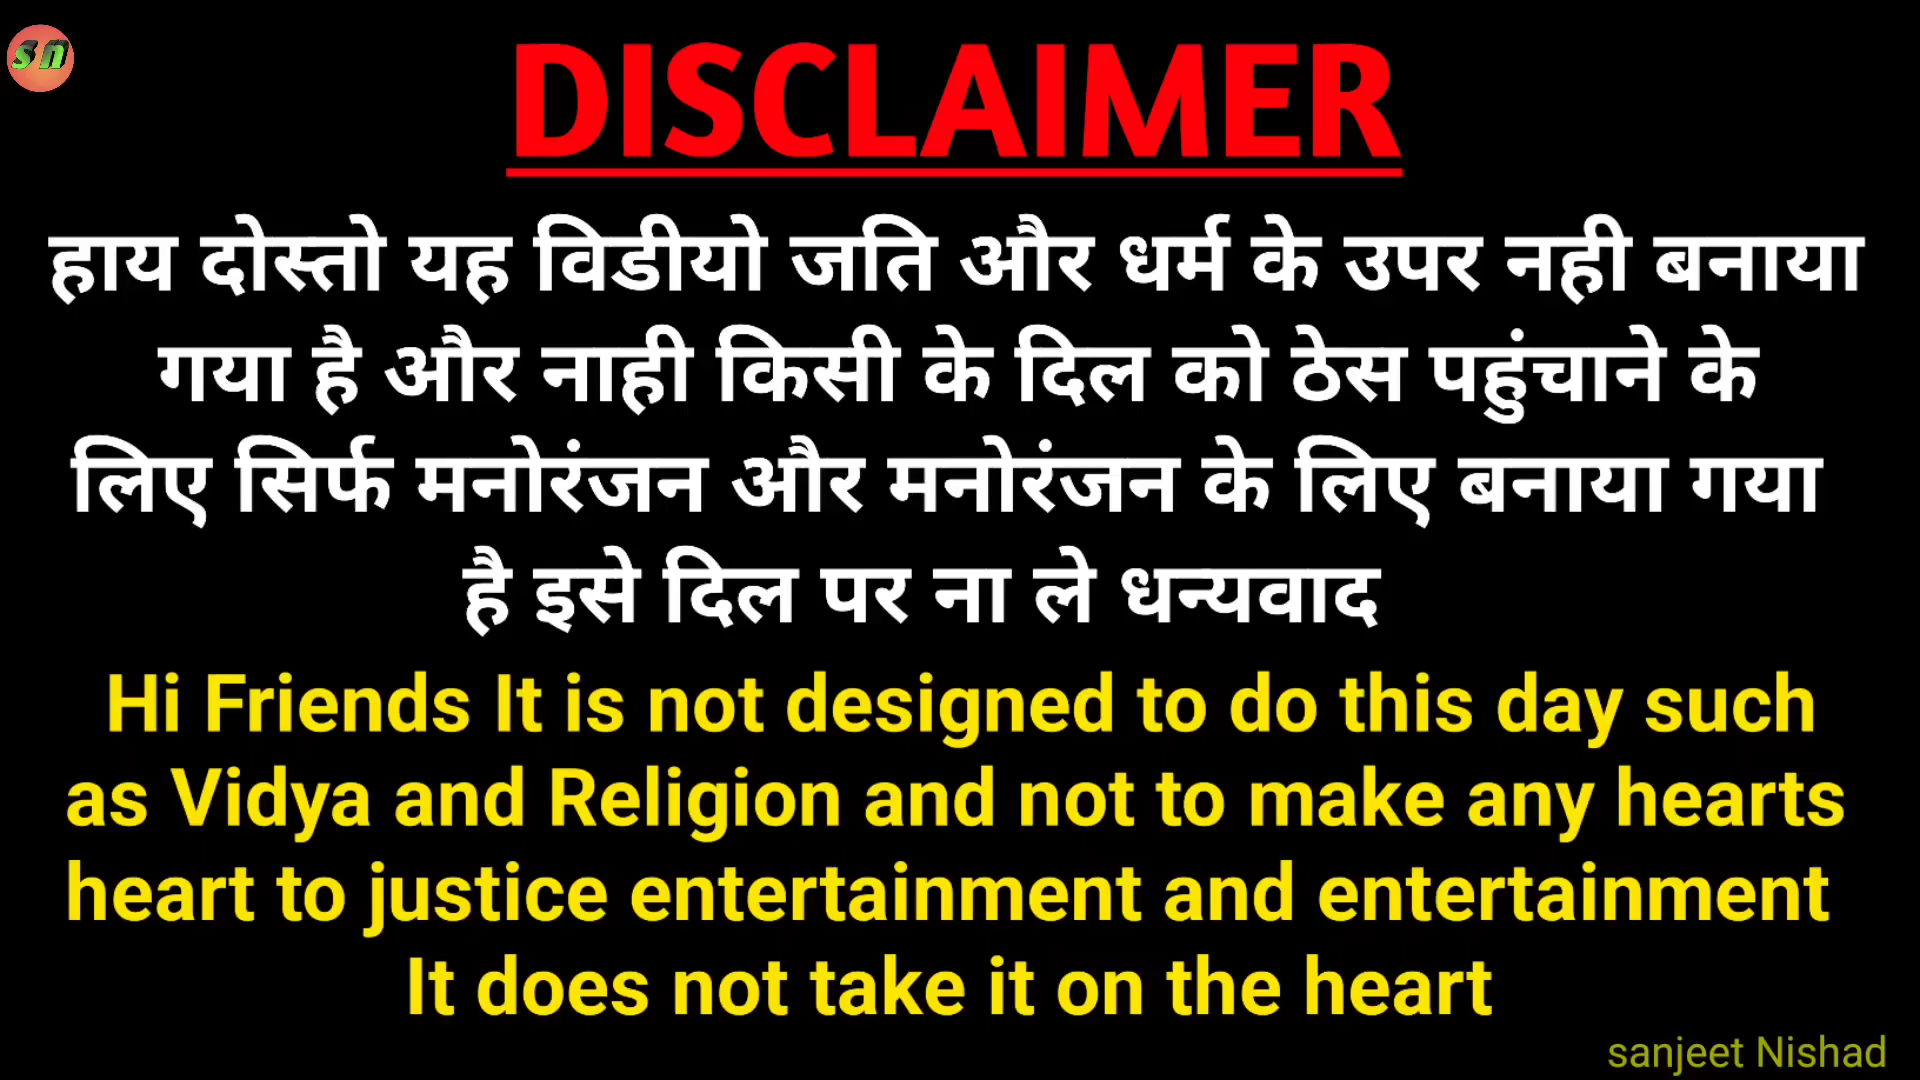 sn
DISCLAIMER
हाय दोस्तो यह विडीयो जति और धर्म के उपर नही बनाया
गया है और नाही किसी के दिल को ठेस पहुंचाने के
लिए सिर्फ मनोरंजन और मनोरंजन के लिए बनाया गया
है इसे दिल पर ना ले धन्यवाद
Hi Friends It is not designed to do this day such
as Vidya and Religion and not to make any hearts
heart to justice entertainment and entertainment
It does not take it on the heart
sanjeet Nishad